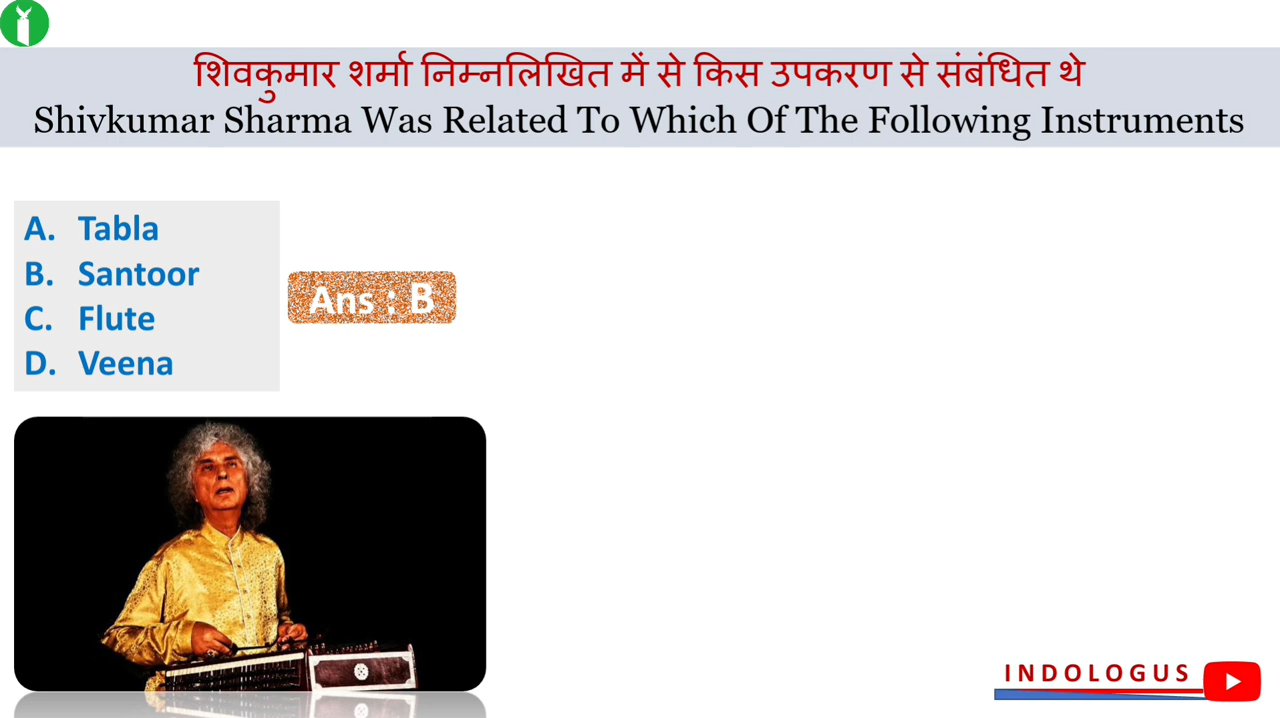 शिवकुमार शर्मा निम्नलिखित में से किस उपकरण से संबंधित थे
Shivkumar Sharma Was Related To Which Of The Following Instruments
A. Tabla
B. Santoor
C. Flute
D. Veena
Ans : B
INDOLOGUS